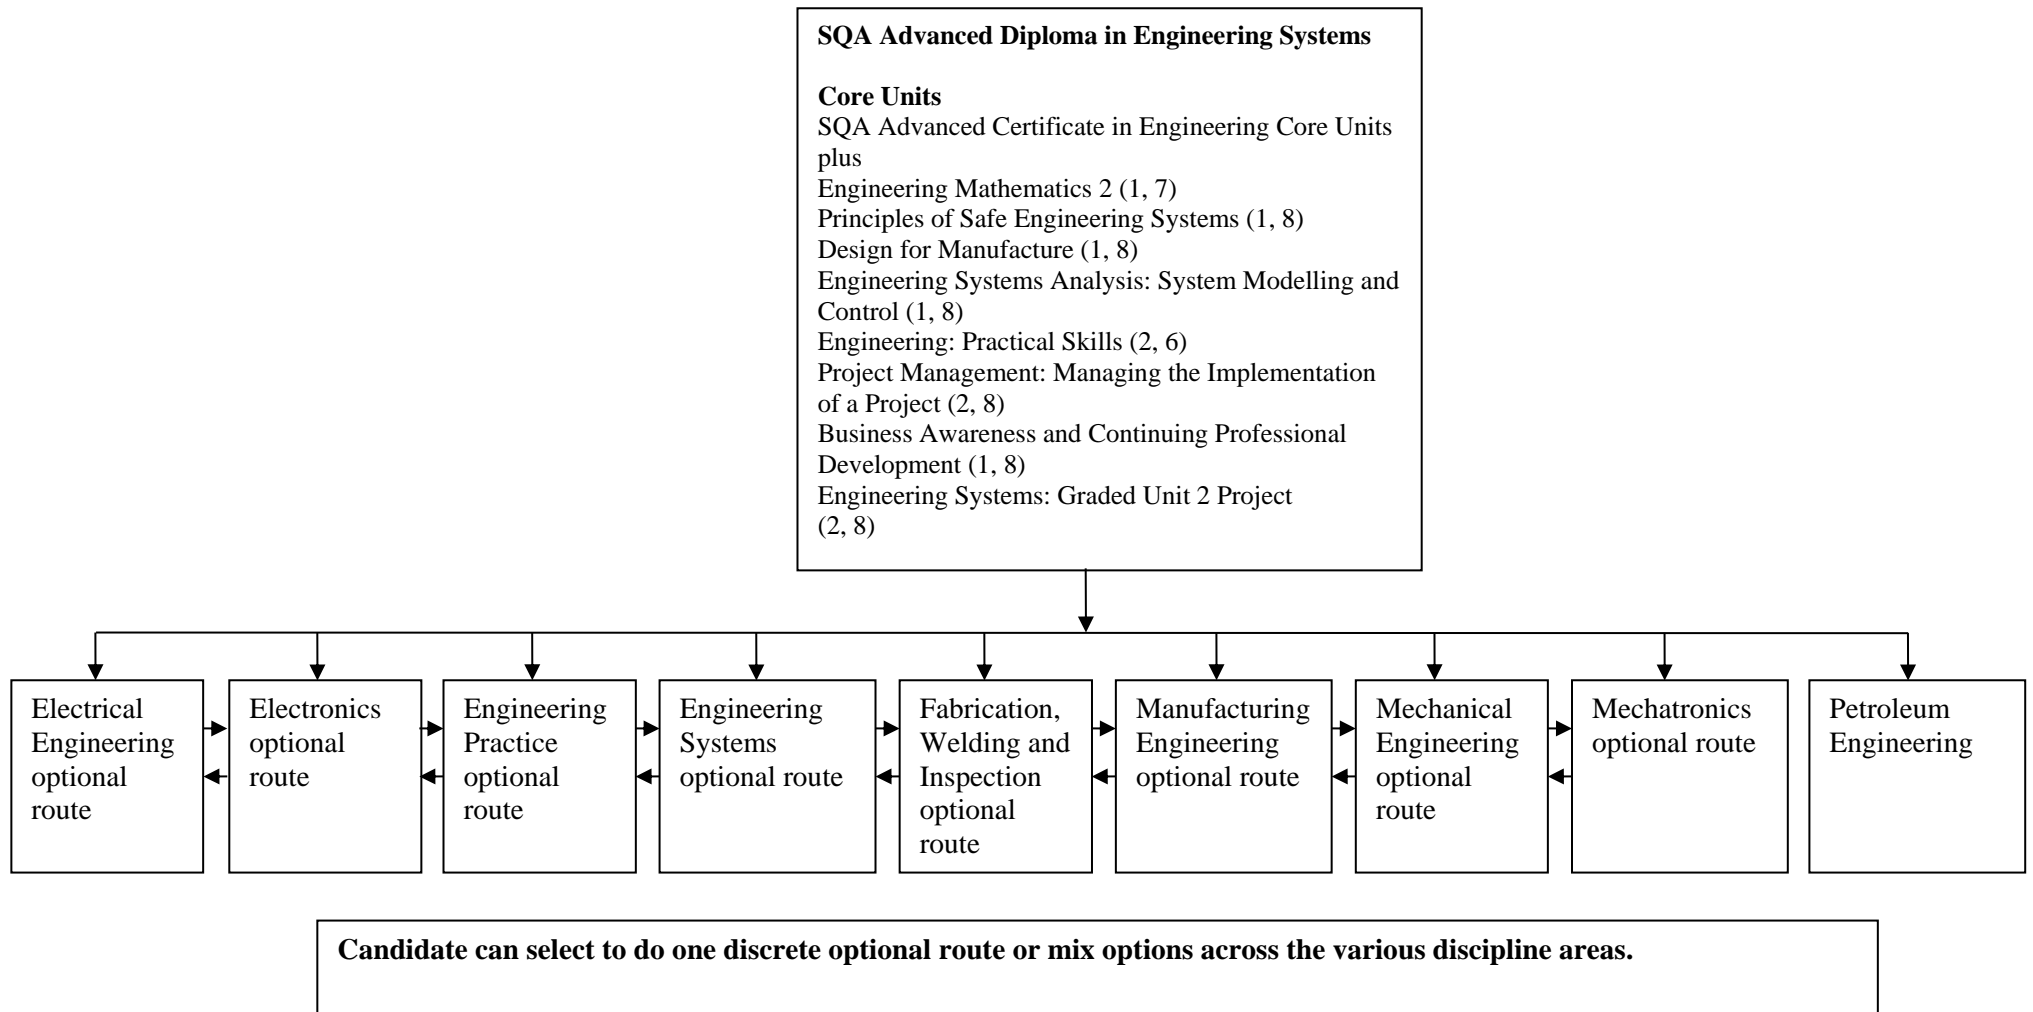 SQA Advanced Diploma in Engineering Systems
Core Units
SQA Advanced Certificate in Engineering Core Units
plus
Engineering Mathematics 2 (1, 7)
Principles of Safe Engineering Systems (1, 8)
Design for Manufacture (1, 8)
Engineering Systems Analysis: System Modelling and
Control (1, 8)
Engineering: Practical Skills (2, 6)
Project Management: Managing the Implementation
of a Project (2, 8)
Business Awareness and Continuing Professional
Development (1, 8)
Engineering Systems: Graded Unit 2 Project
(2, 8)
Electrical
Engineering
optional
route
Electronics
optional
route
Engineering
Practice
optional
route
Engineering
Systems
optional route
Fabrication,
Welding and
Inspection
optional
route
Manufacturing
Engineering
optional route
Mechanical
Engineering
optional
route
Mechatronics
optional route
Petroleum
Engineering
Candidate can select to do one discrete optional route or mix options across the various discipline areas.